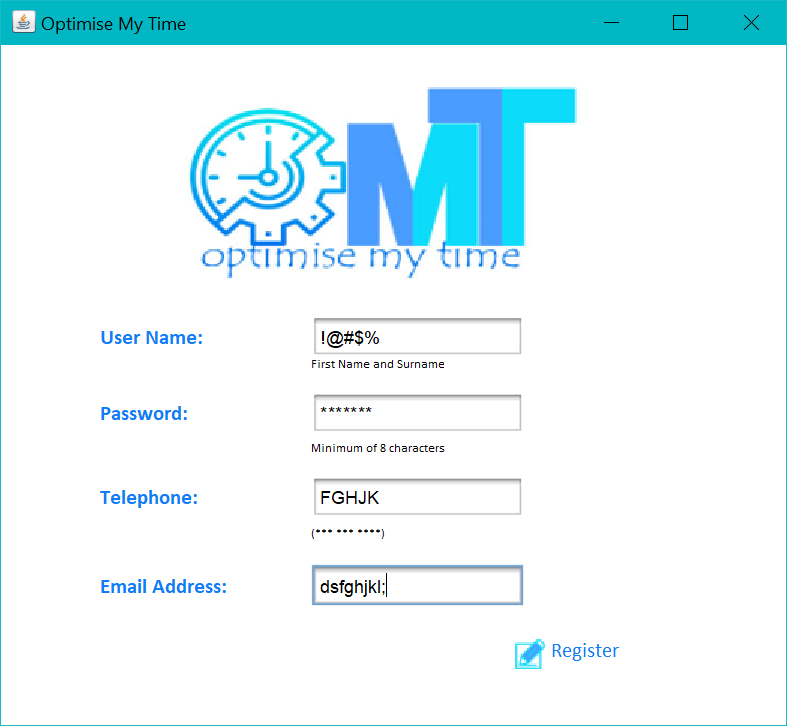 Optimise My Time
MT
optimise my time
User Name:
!@#$%
First Name and Surname
Password:
*******
Minimum of 8 characters
Telephone:
FGHJK
(*** *** ****)
Email Address:
dsfghjkl;
Register